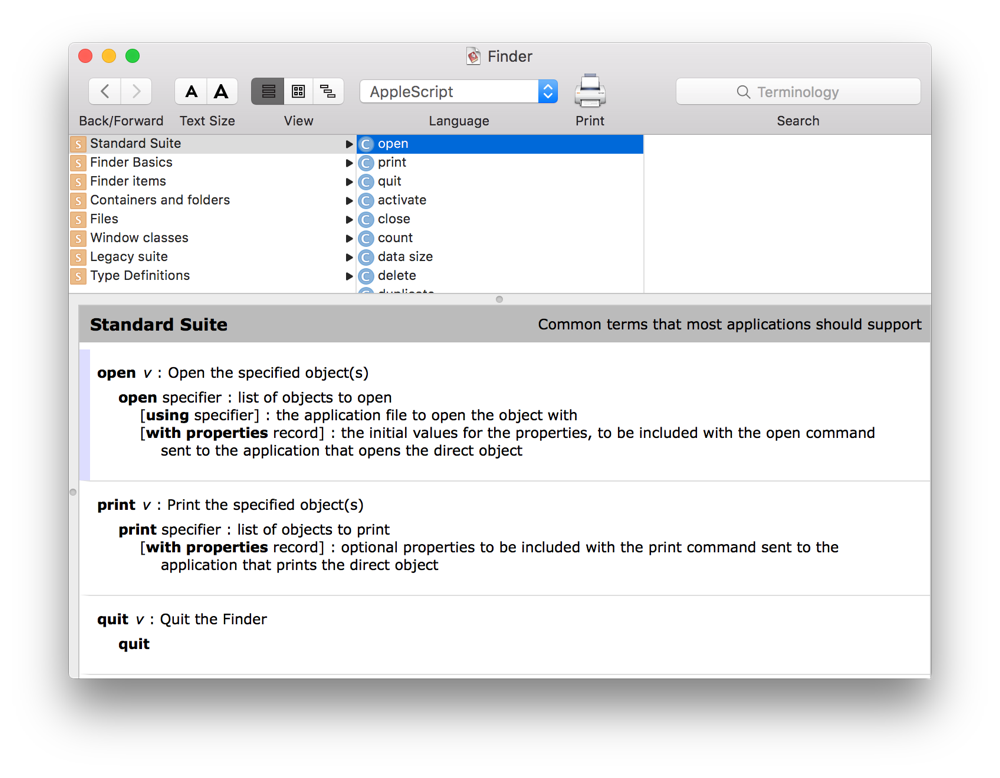 Finder
A A
AppleScript
Terminology
Back/Forward Text Size View Language Print Search
S Standard Suite
S Finder Basics
S Finder items
S Containers and folders
S Files
S Window classes
S Legacy suite
S Type Definitions
C open
C print
C quit
C activate
C close
C count
C data size
C delete
duplicate
Standard Suite Common terms that most applications should support
open v : Open the specified object(s)
open specifier : list of objects to open
[using specifier] : the application file to open the object with
[with properties record] : the initial values for the properties, to be included with the open command
sent to the application that opens the direct object
print v : Print the specified object(s)
print specifier : list of objects to print
[with properties record] : optional properties to be included with the print command sent to the
application that prints the direct object
quit v : Quit the Finder
quit